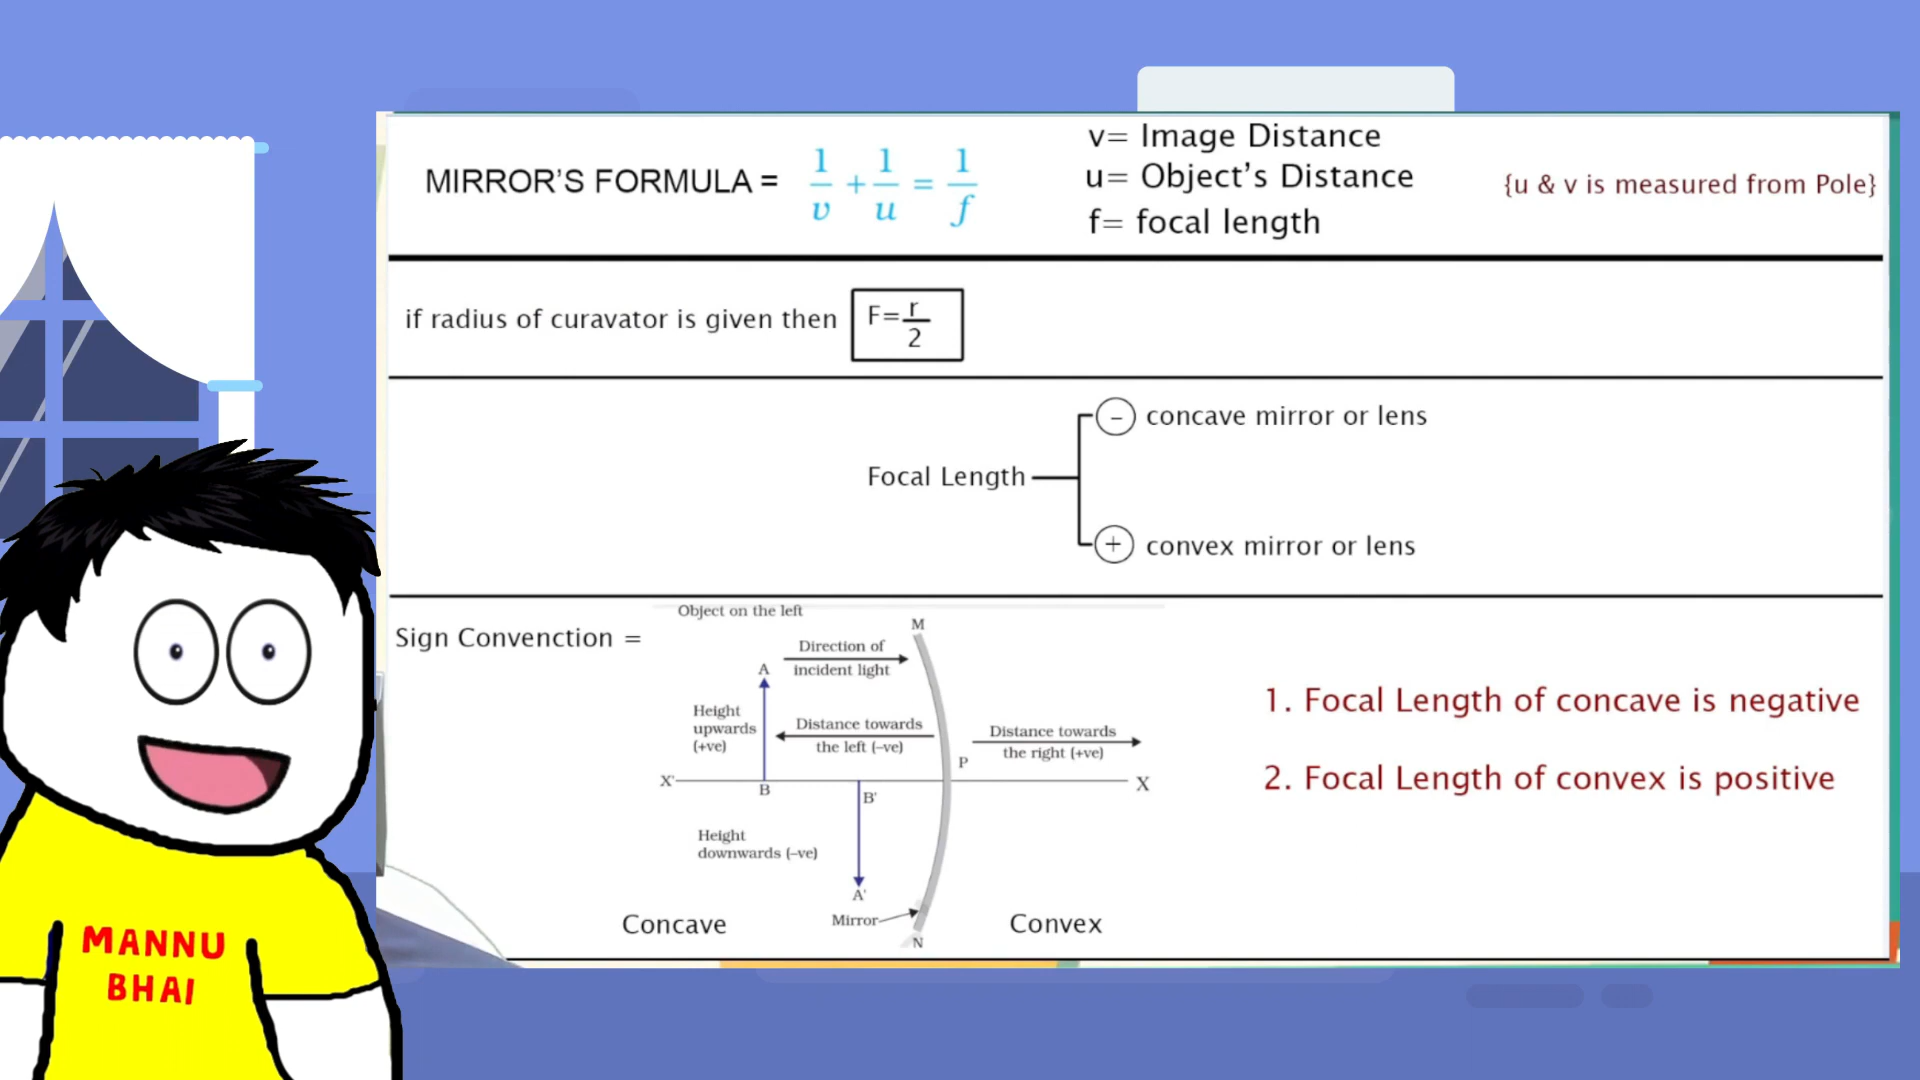 MIRROR'S FORMULA = 1/v + 1/u = 1/f
v= Image Distance
u= Object's Distance
f= focal length
{u & v is measured from Pole}
if radius of curavator is given then F=r/2
Focal Length
- concave mirror or lens
+ convex mirror or lens
Sign Convenction =
Object on the left
M
Direction of
incident light
A
Height
upwards
(+ve)
Distance towards
the left (–ve)
Distance towards
the right (+ve)
P
X'
B
B'
X
Height
downwards (–ve)
A'
Mirror
N
Concave
Convex
1. Focal Length of concave is negative
2. Focal Length of convex is positive
MANNU
BHAI